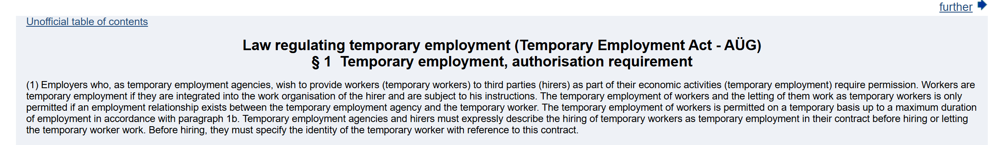 further
Unofficial table of contents
Law regulating temporary employment (Temporary Employment Act - AÜG)
§ 1 Temporary employment, authorisation requirement
(1) Employers who, as temporary employment agencies, wish to provide workers (temporary workers) to third parties (hirers) as part of their economic activities (temporary employment) require permission. Workers are
temporary employment if they are integrated into the work organisation of the hirer and are subject to his instructions. The temporary employment of workers and the letting of them work as temporary workers is only
permitted if an employment relationship exists between the temporary employment agency and the temporary worker. The temporary employment of workers is permitted on a temporary basis up to a maximum duration
of employment in accordance with paragraph 1b. Temporary employment agencies and hirers must expressly describe the hiring of temporary workers as temporary employment in their contract before hiring or letting
the temporary worker work. Before hiring, they must specify the identity of the temporary worker with reference to this contract.